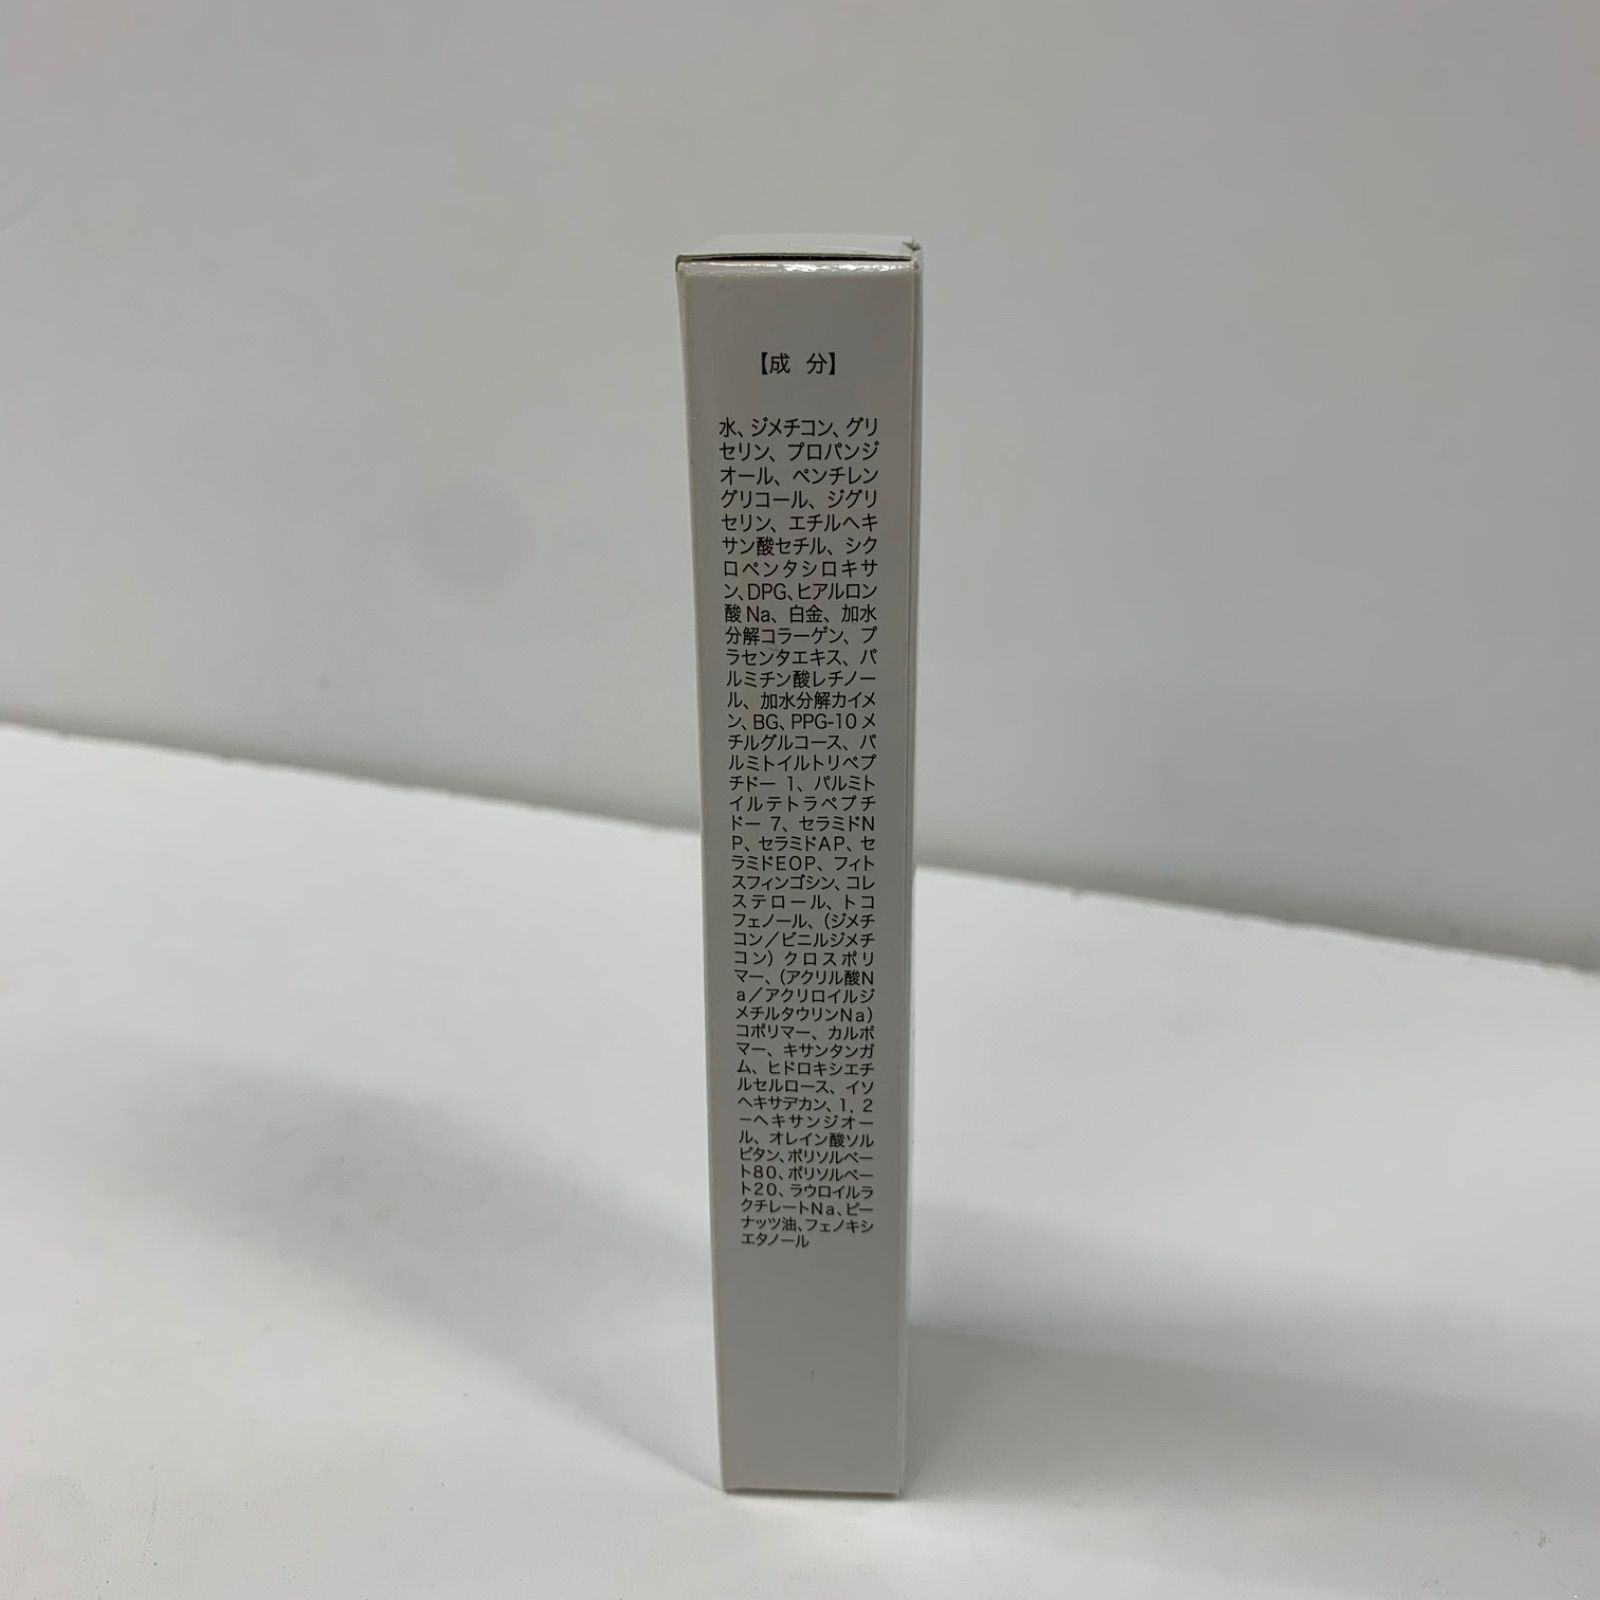 【成 分】
水、ジメチコン、グリ
セリン、プロパンジ
オール、ペンチレン
グリコール、ジグリ
セリン、エチルヘキ
サン酸セチル、シク
ロペンタシロキサ
ン、DPG、ヒアルロン
酸Na、白金、加水
分解コラーゲン、プ
ラセンタエキス、パ
ルミチン酸レチノー
ル、加水分解カイメ
ン、BG、PPG-10メ
チルグルコース、パ
ルミトイルトリペプ
チドー1、パルミト
イルテトラペプチ
ドー7、セラミドN
P、セラミドAP、セ
ラミドEOP、フィト
スフィンゴシン、コレ
ステロール、トコ
フェノール、(ジメチ
コン/ビニルジメチ
コン)クロスポリ
マー、(アクリル酸N
a/アクリロイルジ
メチルタウリンNa)
コポリマー、カルボ
マー、キサンタンガ
ム、ヒドロキシエチ
ルセルロース、イソ
ヘキサデカン、1，2
-ヘキサンジオー
ル、オレイン酸ソル
ビタン、ポリソルベー
ト80、ポリソルベー
ト20、ラウロイルラ
クチレートNa、ピー
ナッツ油、フェノキシ
エタノール